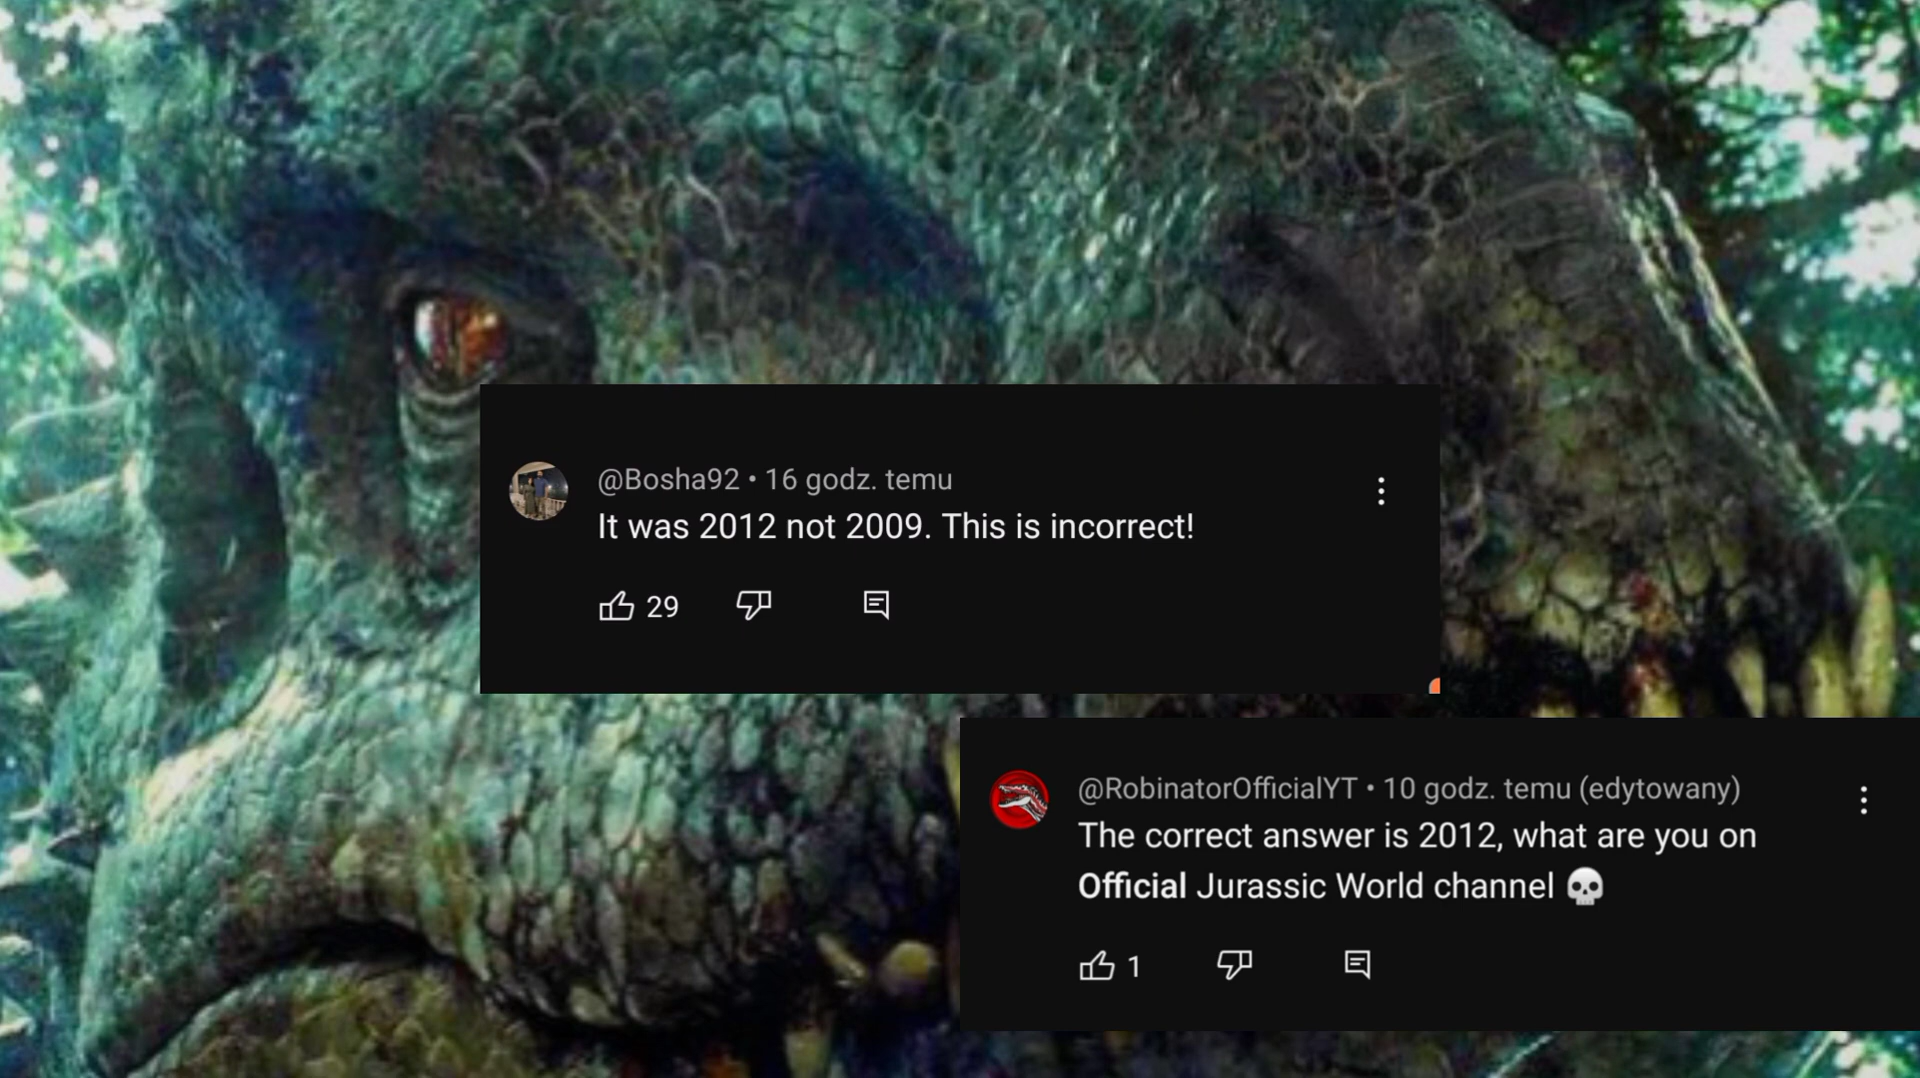 @Bosha92 • 16 godz. temu
It was 2012 not 2009. This is incorrect!
29
@RobinatorOfficialYT • 10 godz. temu (edytowany)
The correct answer is 2012, what are you on
Official Jurassic World channel 💀
1